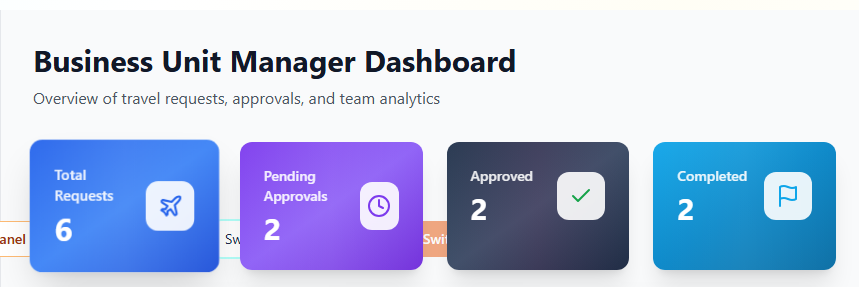 Business Unit Manager Dashboard
Overview of travel requests, approvals, and team analytics
Total
Requests
6
Pending
Approvals
2
Approved
2
Completed
2
anel
Sw
Swit